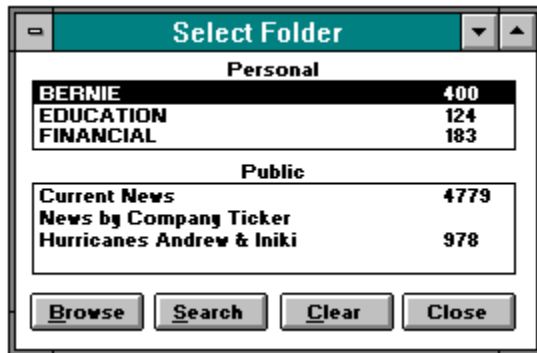 Select Folder
Personal
BERNIE 400
EDUCATION 124
FINANCIAL 183
Public
Current News 4779
News by Company Ticker
Hurricanes Andrew & Iniki 978
Browse Search Clear Close